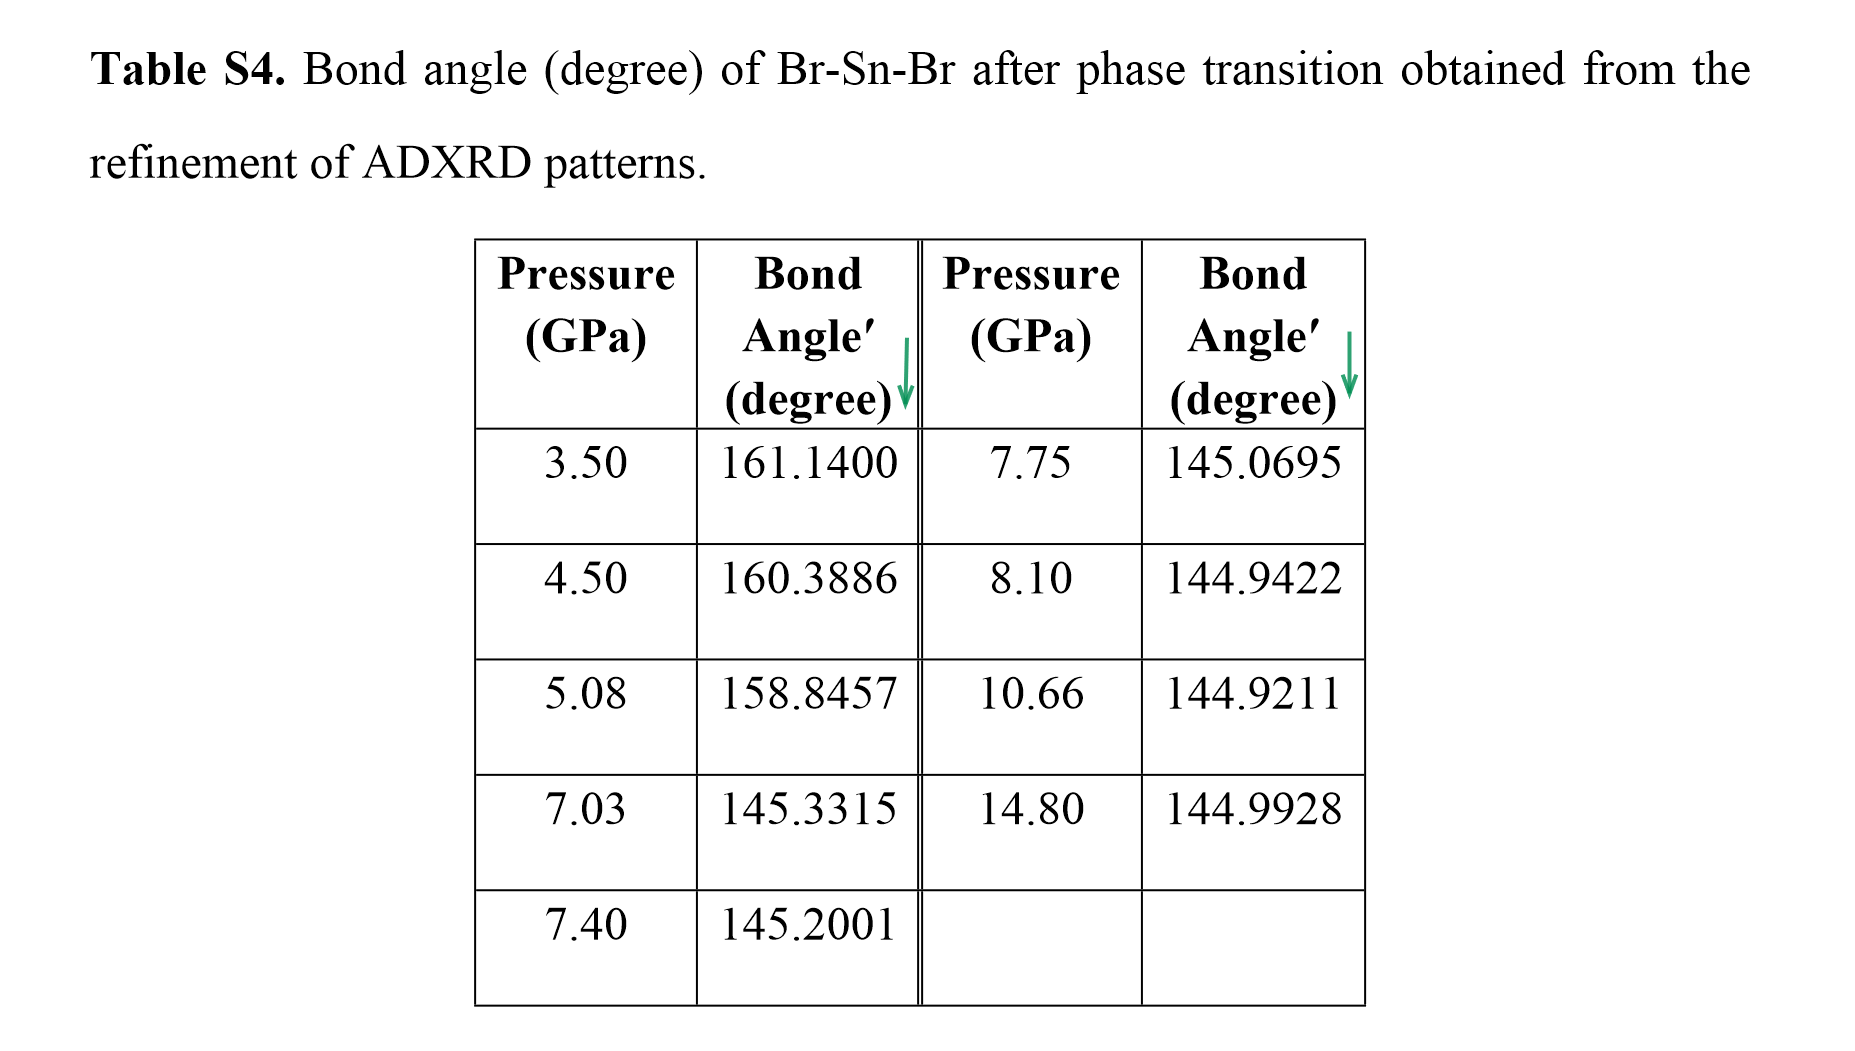 Table S4. Bond angle (degree) of Br-Sn-Br after phase transition obtained from the
refinement of ADXRD patterns.
Pressure (GPa) Bond Angle′ (degree) Pressure (GPa) Bond Angle′ (degree)
3.50 161.1400 7.75 145.0695
4.50 160.3886 8.10 144.9422
5.08 158.8457 10.66 144.9211
7.03 145.3315 14.80 144.9928
7.40 145.2001